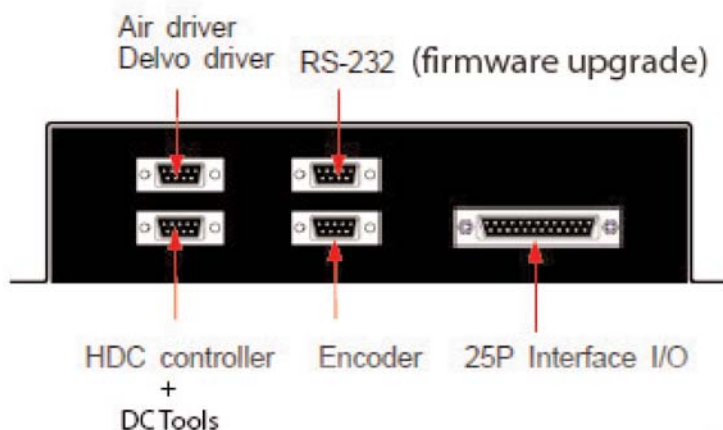 Air driver
Delvo driver
RS-232 (firmware upgrade)
HDC controller
+
DC Tools
Encoder
25P Interface I/O